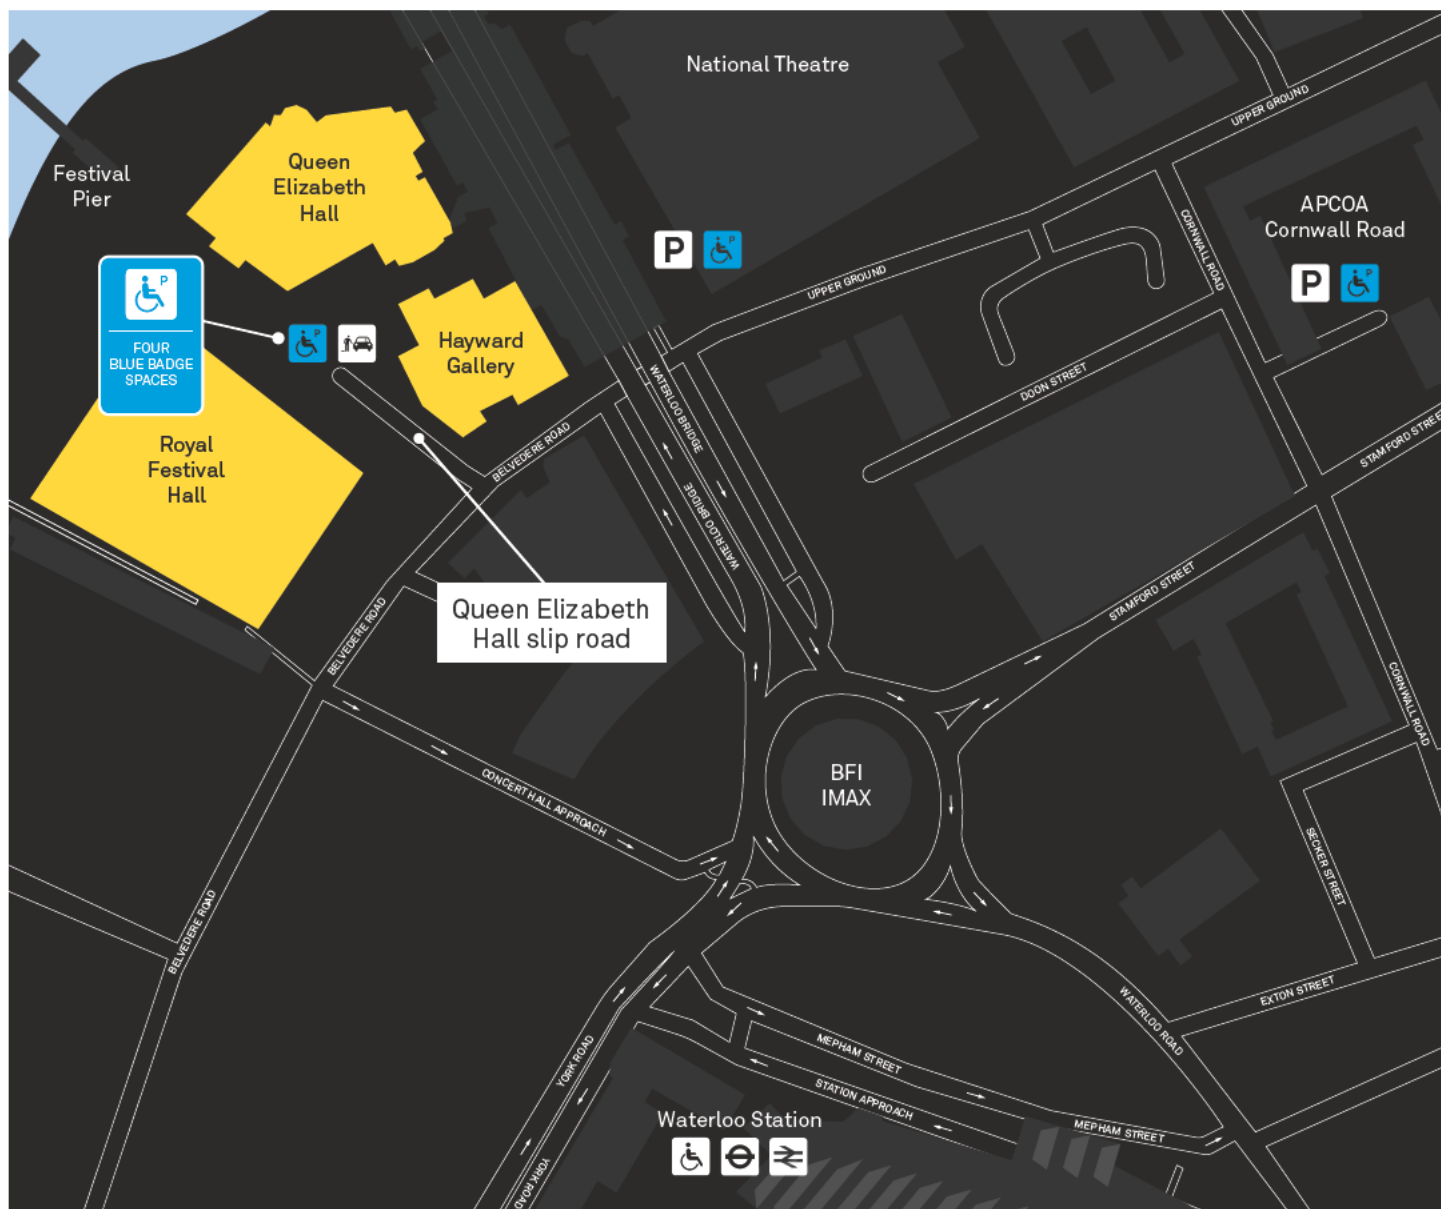 National Theatre
UPPER GROUND
Festival
Pier
Queen
Elizabeth
Hall
APCOA
Cornwall Road
P
P
CORNWALL ROAD
P
P
P
UPPER GROUND
P
FOUR
BLUE BADGE
SPACES
Hayward
Gallery
WATERLOO BRIDGE
DOON STREET
STAMFORD STREET
Royal
Festival
Hall
BELVEDERE ROAD
WATERLOO BRIDGE
Queen Elizabeth
Hall slip road
BELVEDERE ROAD
STAMFORD STREET
CORNWALL ROAD
BFI
IMAX
CONCERT HALL APPROACH
SECKER STREET
BELVEDERE ROAD
EXTON STREET
WATERLOO ROAD
YORK ROAD
MEPHAM STREET
STATION APPROACH
Waterloo Station
MEPHAM STREET
YORK ROAD